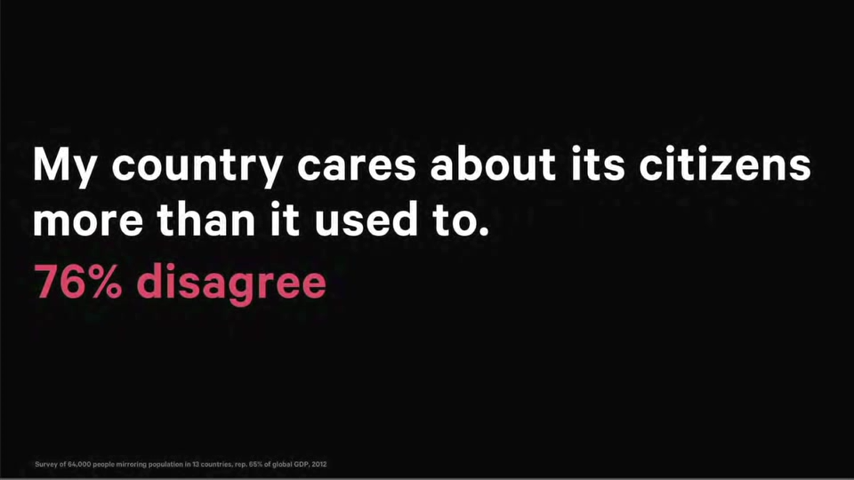 My country cares about its citizens
more than it used to.
76% disagree
Survey of 64,000 people mirroring population in 13 countries, rep. 65% of global GDP, 2012